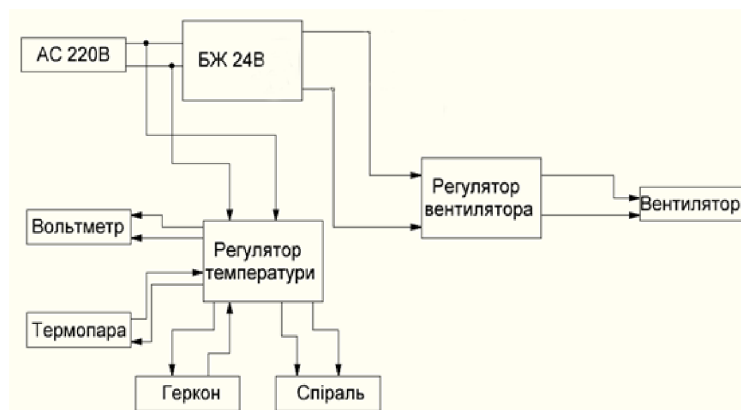 АС 220В
БЖ 24В
Регулятор
вентилятора
Вентилятор
Вольтметр
Регулятор
температури
Термопара
Геркон
Спіраль